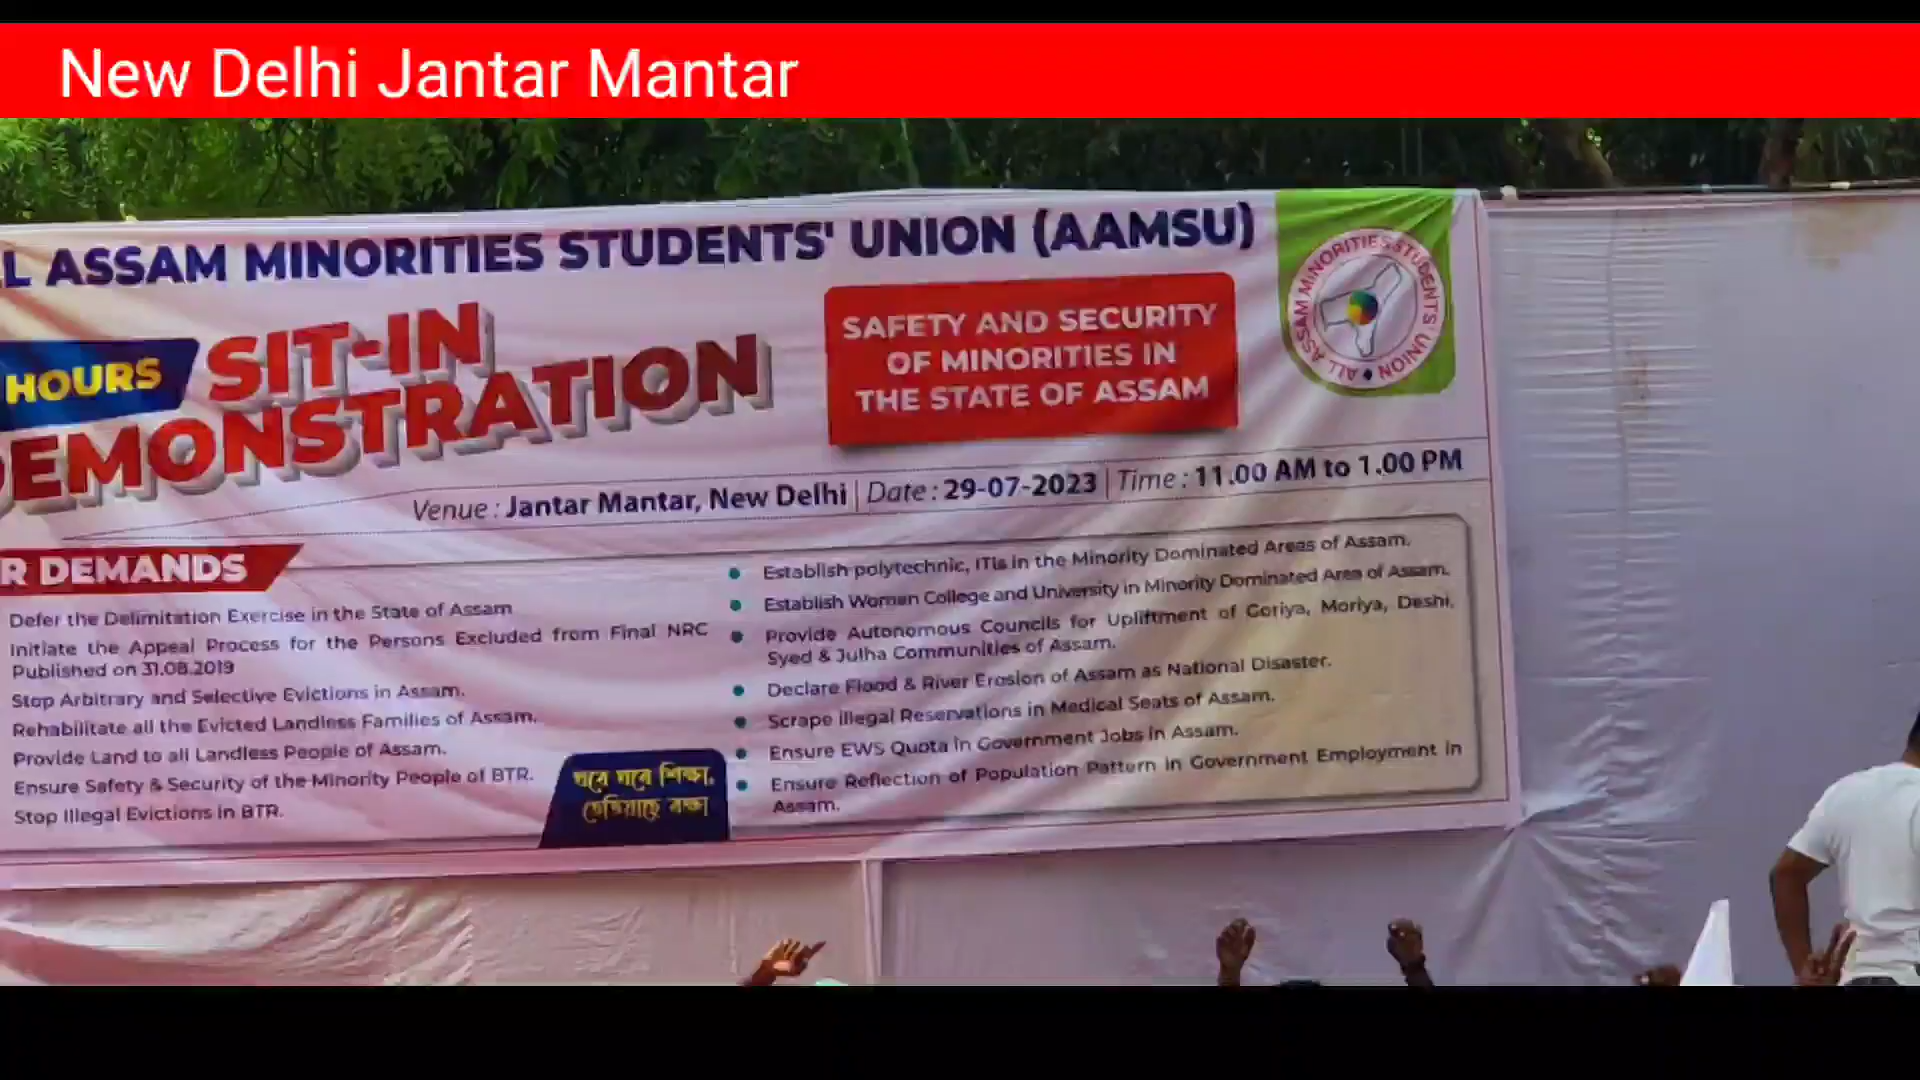 New Delhi Jantar Mantar
L ASSAM MINORITIES STUDENTS' UNION (AAMSU)
HOURS
SIT-IN
DEMONSTRATION
SAFETY AND SECURITY
OF MINORITIES IN
THE STATE OF ASSAM
ALL ASSAM MINORITIES STUDENTS' UNION
Venue : Jantar Mantar, New Delhi | Date : 29-07-2023 | Time : 11.00 AM to 1.00 PM
R DEMANDS
Defer the Delimitation Exercise in the State of Assam
Initiate the Appeal Process for the Persons Excluded from Final NRC
Published on 31.08.2019
Stop Arbitrary and Selective Evictions in Assam.
Rehabilitate all the Evicted Landless Families of Assam.
Provide Land to all Landless People of Assam.
Ensure Safety & Security of the Minority People of BTR.
Stop Illegal Evictions in BTR.
ঘৰে ঘৰে শিক্ষা,
তেতিয়াহে ৰক্ষা
Establish polytechnic, ITIs in the Minority Dominated Areas of Assam.
Establish Woman College and University in Minority Dominated Area of Assam.
Provide Autonomous Councils for Upliftment of Goriya, Moriya, Deshi,
Syed & Julha Communities of Assam.
Declare Flood & River Erosion of Assam as National Disaster.
Scrape illegal Reservations in Medical Seats of Assam.
Ensure EWS Quota in Government Jobs in Assam.
Ensure Reflection of Population Pattern in Government Employment in
Assam.